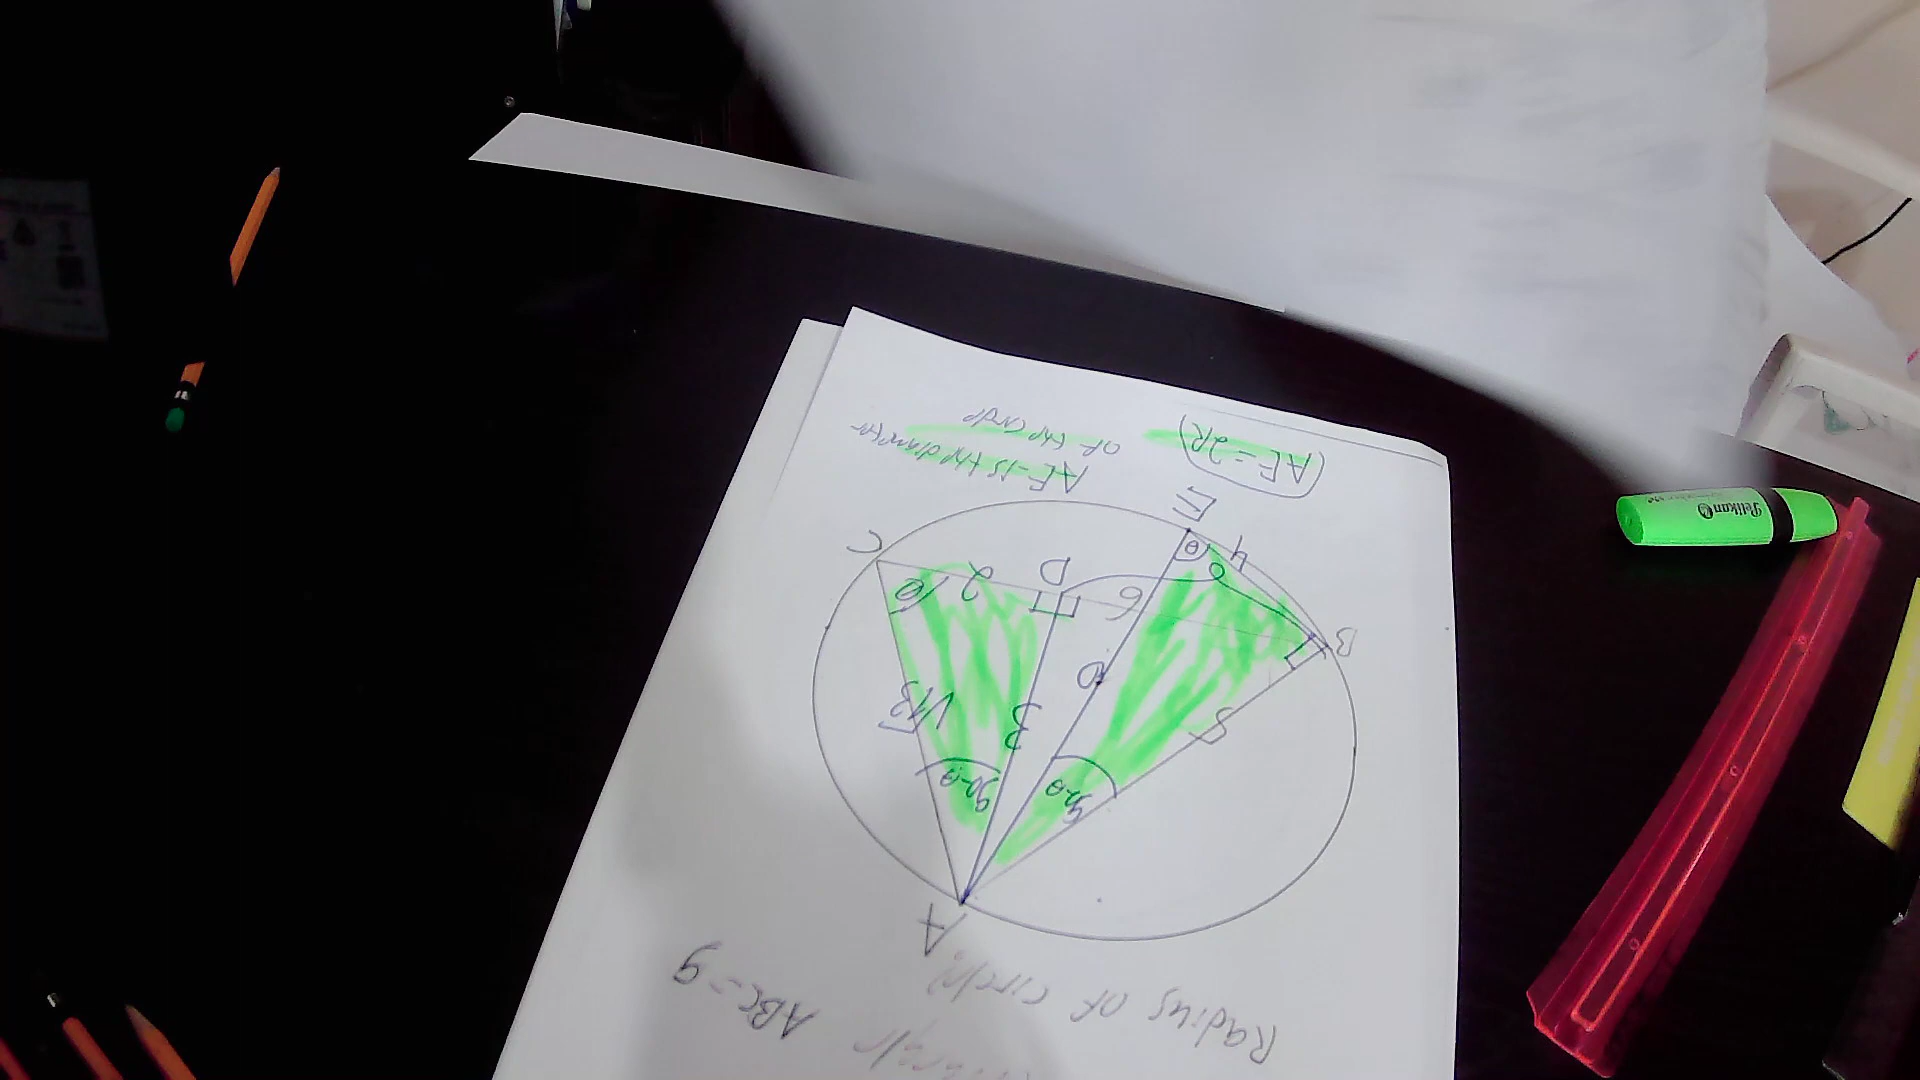 Radius of circle?
ABC = 9
A
90-θ
90-θ
3
√13
5
O
B
D
6
2
θ
C
θ
4
E
AE = 2R
AE - is the diameter
of the circle
Pelikan